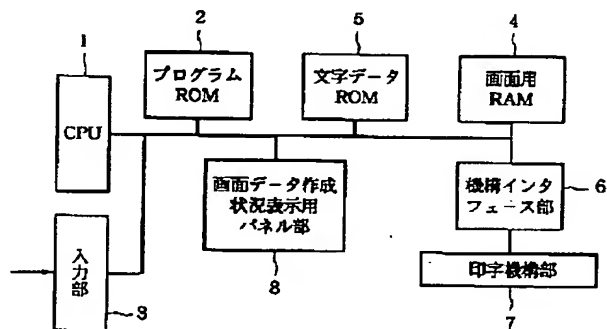 2
5
4
1
プログラム
ROM
文字データ
ROM
画面用
RAM
CPU
画面データ作成
状況表示用
パネル部
機構インタ
フェース部
6
入力部
印字機構部
3
8
7